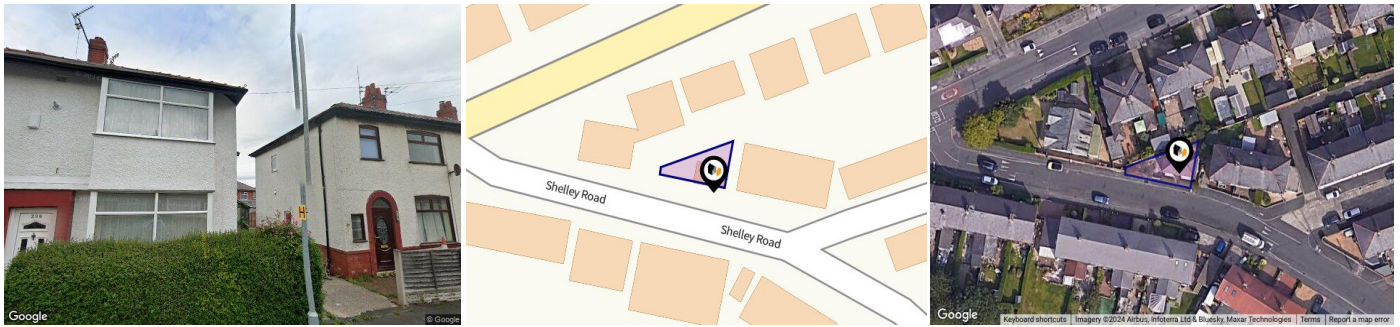 Google
© Google
Shelley Road
Shelley Road
Google
Keyboard shortcuts
Imagery ©2024 Airbus, Infoterra Ltd & Bluesky, Maxar Technologies
Terms
Report a map error